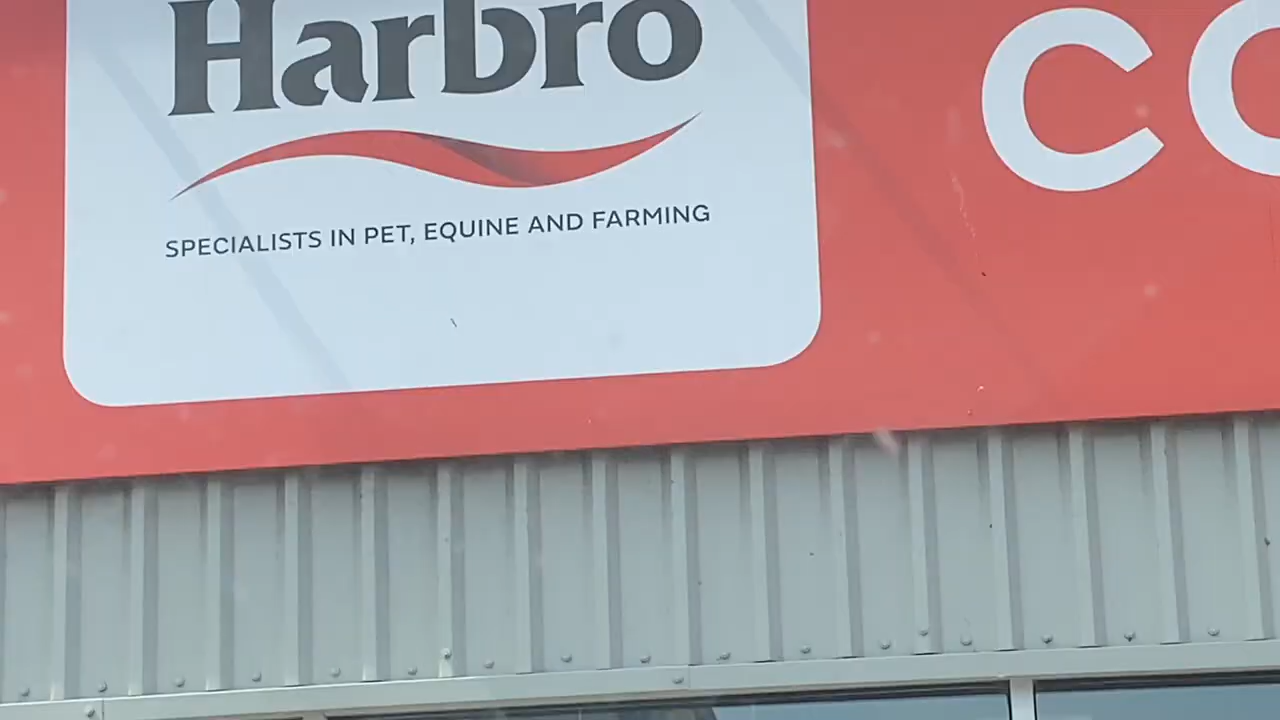 Harbro
SPECIALISTS IN PET, EQUINE AND FARMING